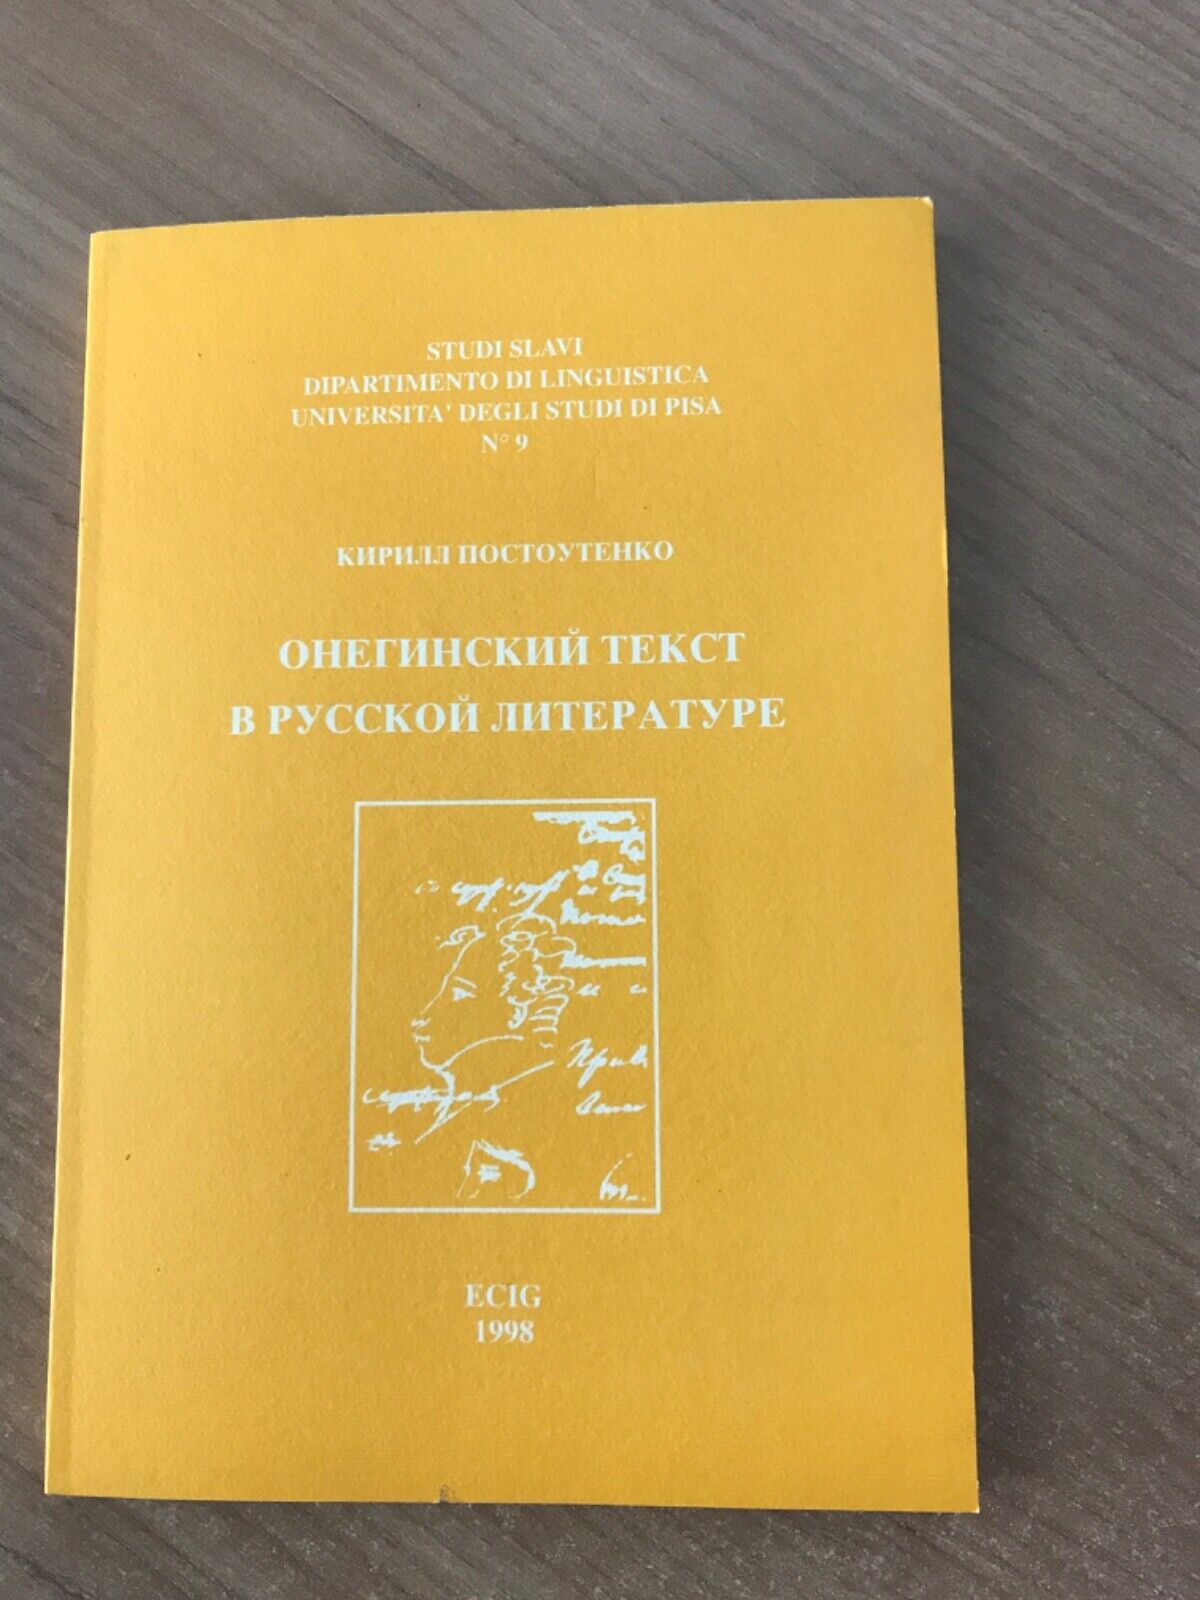 STUDI SLAVI
DIPARTIMENTO DI LINGUISTICA
UNIVERSITA' DEGLI STUDI DI PISA
N° 9
КИРИЛЛ ПОСТОУТЕНКО
ОНЕГИНСКИЙ ТЕКСТ
В РУССКОЙ ЛИТЕРАТУРЕ
ECIG
1998